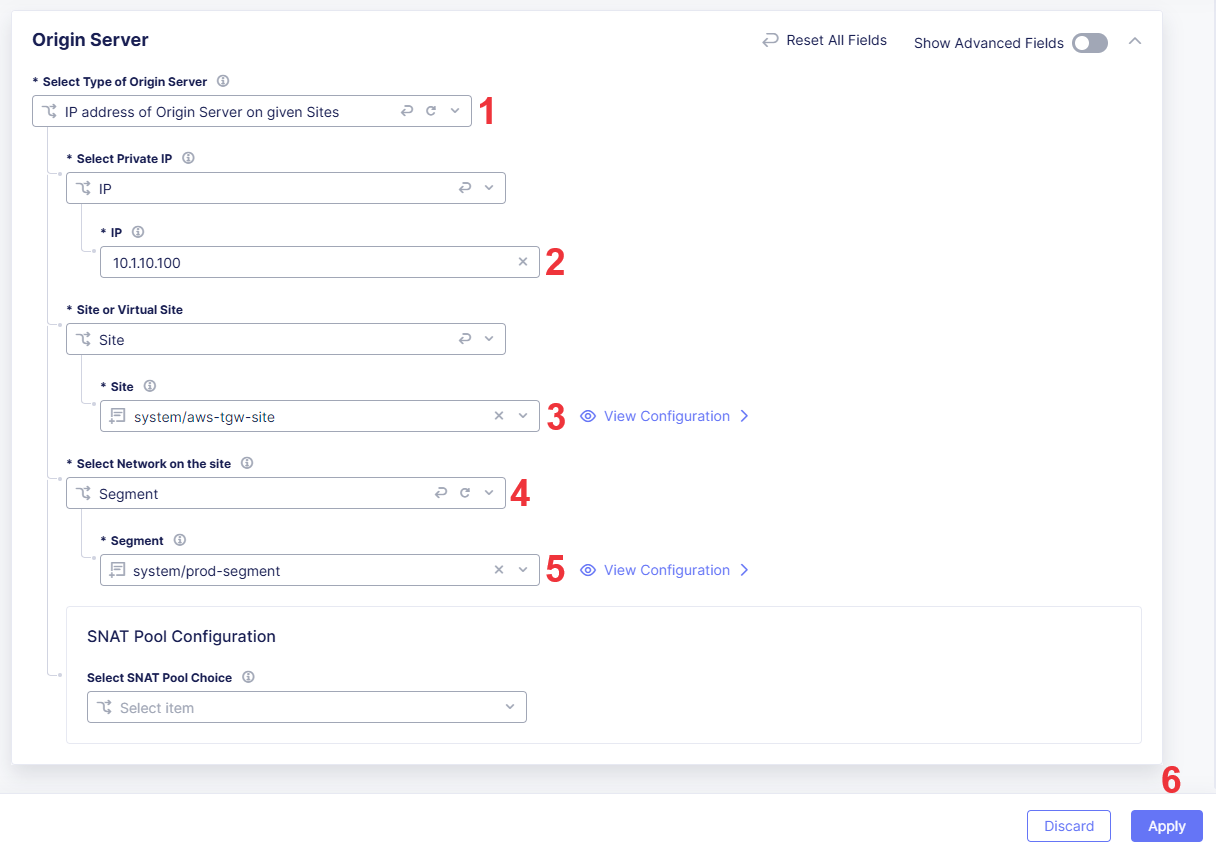 Origin Server
Reset All Fields
Show Advanced Fields
* Select Type of Origin Server
IP address of Origin Server on given Sites
1
* Select Private IP
IP
* IP
10.1.10.100
2
* Site or Virtual Site
Site
* Site
system/aws-tgw-site
3
View Configuration
* Select Network on the site
Segment
4
* Segment
system/prod-segment
5
View Configuration
SNAT Pool Configuration
Select SNAT Pool Choice
Select item
6
Discard
Apply